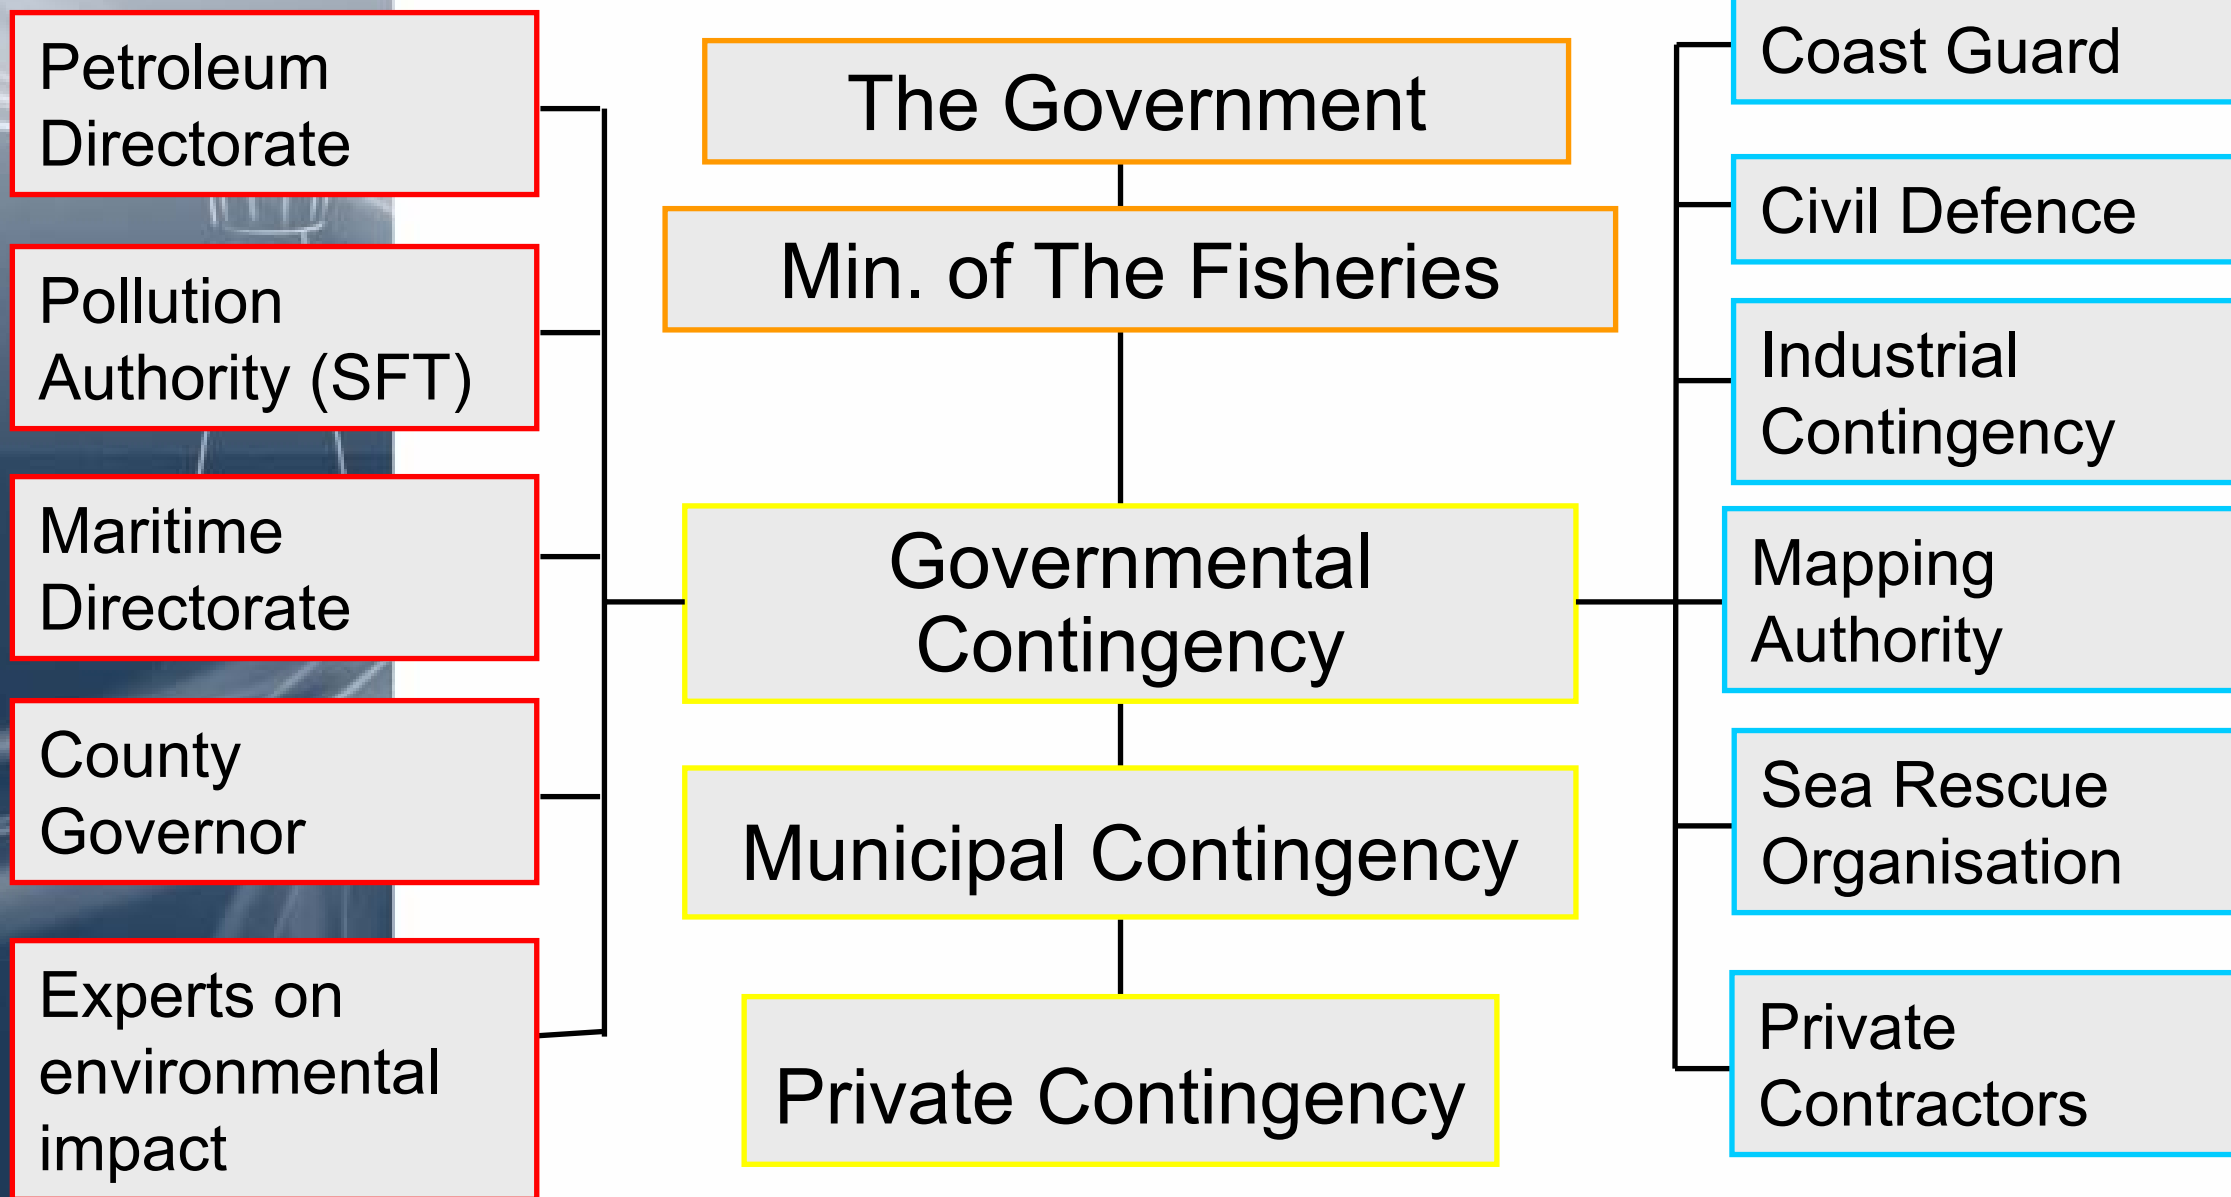 Petroleum
Directorate
Pollution
Authority (SFT)
Maritime
Directorate
County
Governor
Experts on
environmental
impact
The Government
Min. of The Fisheries
Governmental
Contingency
Municipal Contingency
Private Contingency
Coast Guard
Civil Defence
Industrial
Contingency
Mapping
Authority
Sea Rescue
Organisation
Private
Contractors